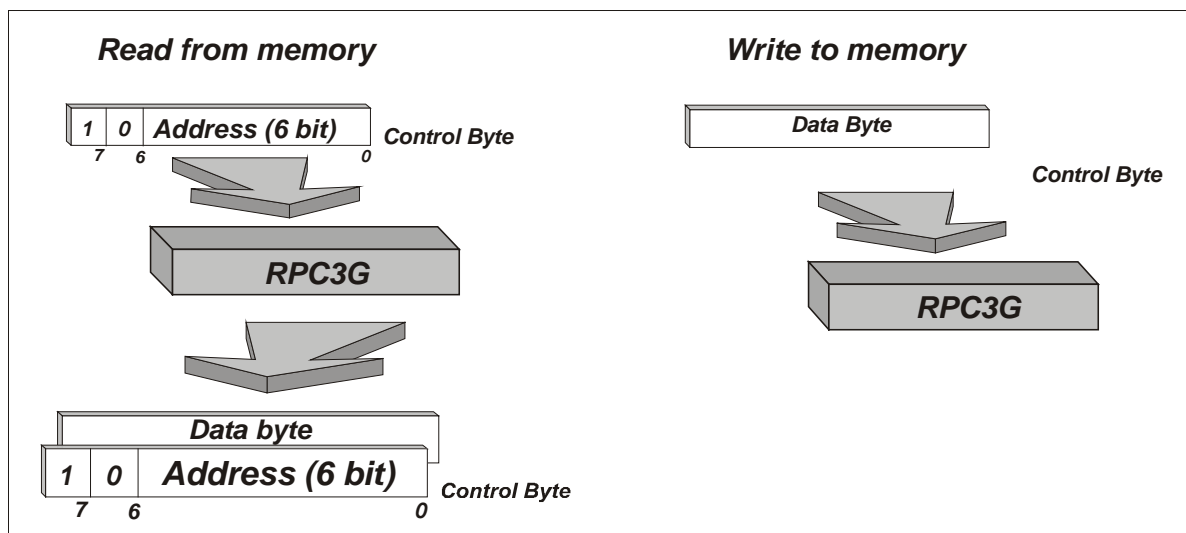 Read from memory
Write to memory
1 0 Address (6 bit)
Control Byte
7 6 0
Data Byte
Control Byte
RPC3G
RPC3G
Data byte
1 0 Address (6 bit)
Control Byte
7 6 0